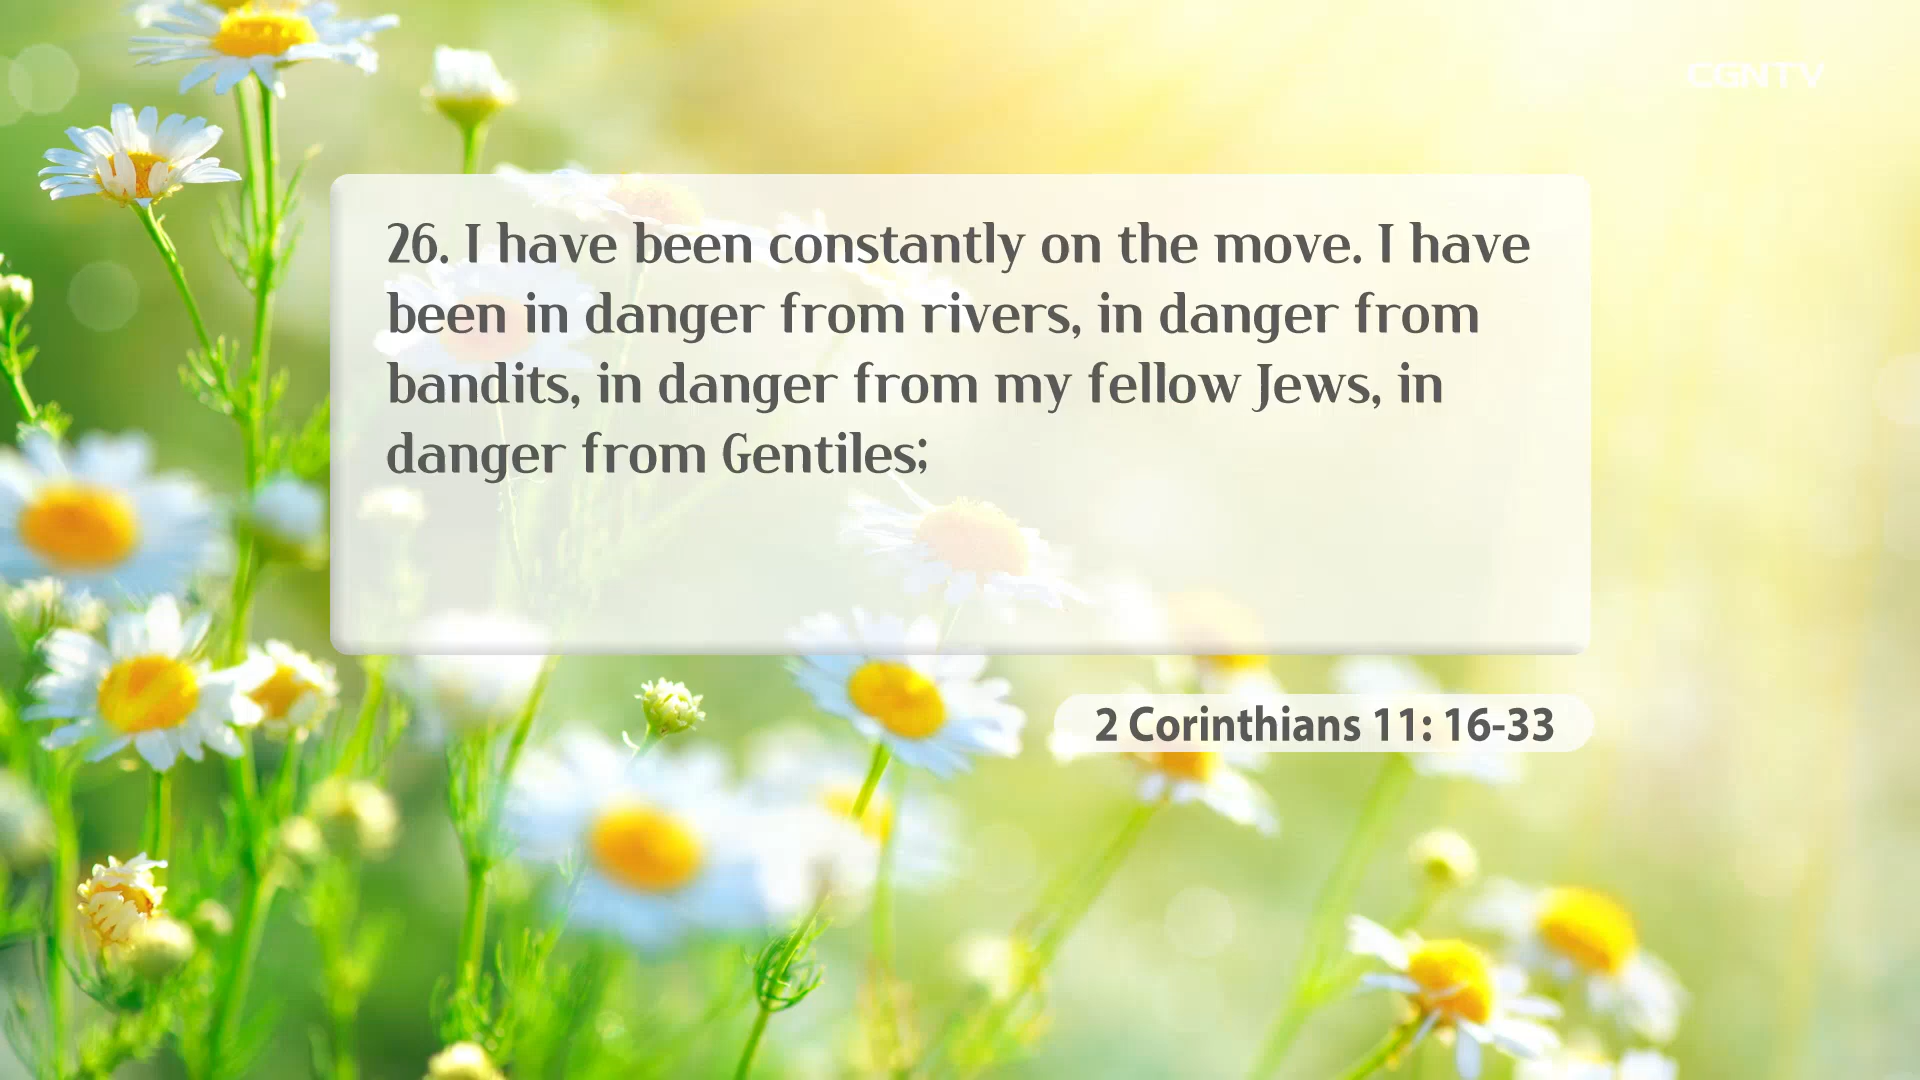 CGNTV
26. I have been constantly on the move. I have
been in danger from rivers, in danger from
bandits, in danger from my fellow Jews, in
danger from Gentiles;
2 Corinthians 11: 16-33